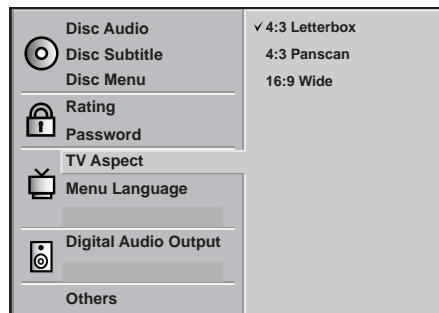 Disc Audio
Disc Subtitle
Disc Menu
Rating
Password
TV Aspect
Menu Language
Digital Audio Output
Others
✓ 4:3 Letterbox
4:3 Panscan
16:9 Wide